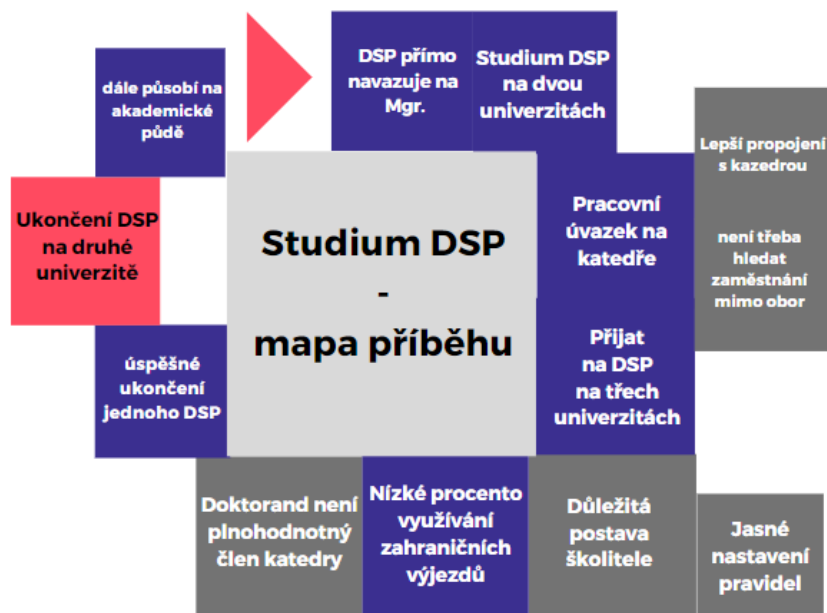 DSP přímo
navazuje na
Mgr.
Studium DSP
na dvou
univerzitách
Lepší propojení
s kazedrou
není třeba
hledat
zaměstnání
mimo obor
Pracovní
úvazek na
katedře
Přijat
na DSP
na třech
univerzitách
Jasné
nastavení
pravidel
Důležitá
postava
školitele
Nízké procento
využívání
zahraničních
výjezdů
Doktorand není
plnohodnotný
člen katedry
úspěšné
ukončení
jednoho DSP
Ukončení DSP
na druhé
univerzitě
dále působí na
akademické
půdě
Studium DSP
-
mapa příběhu